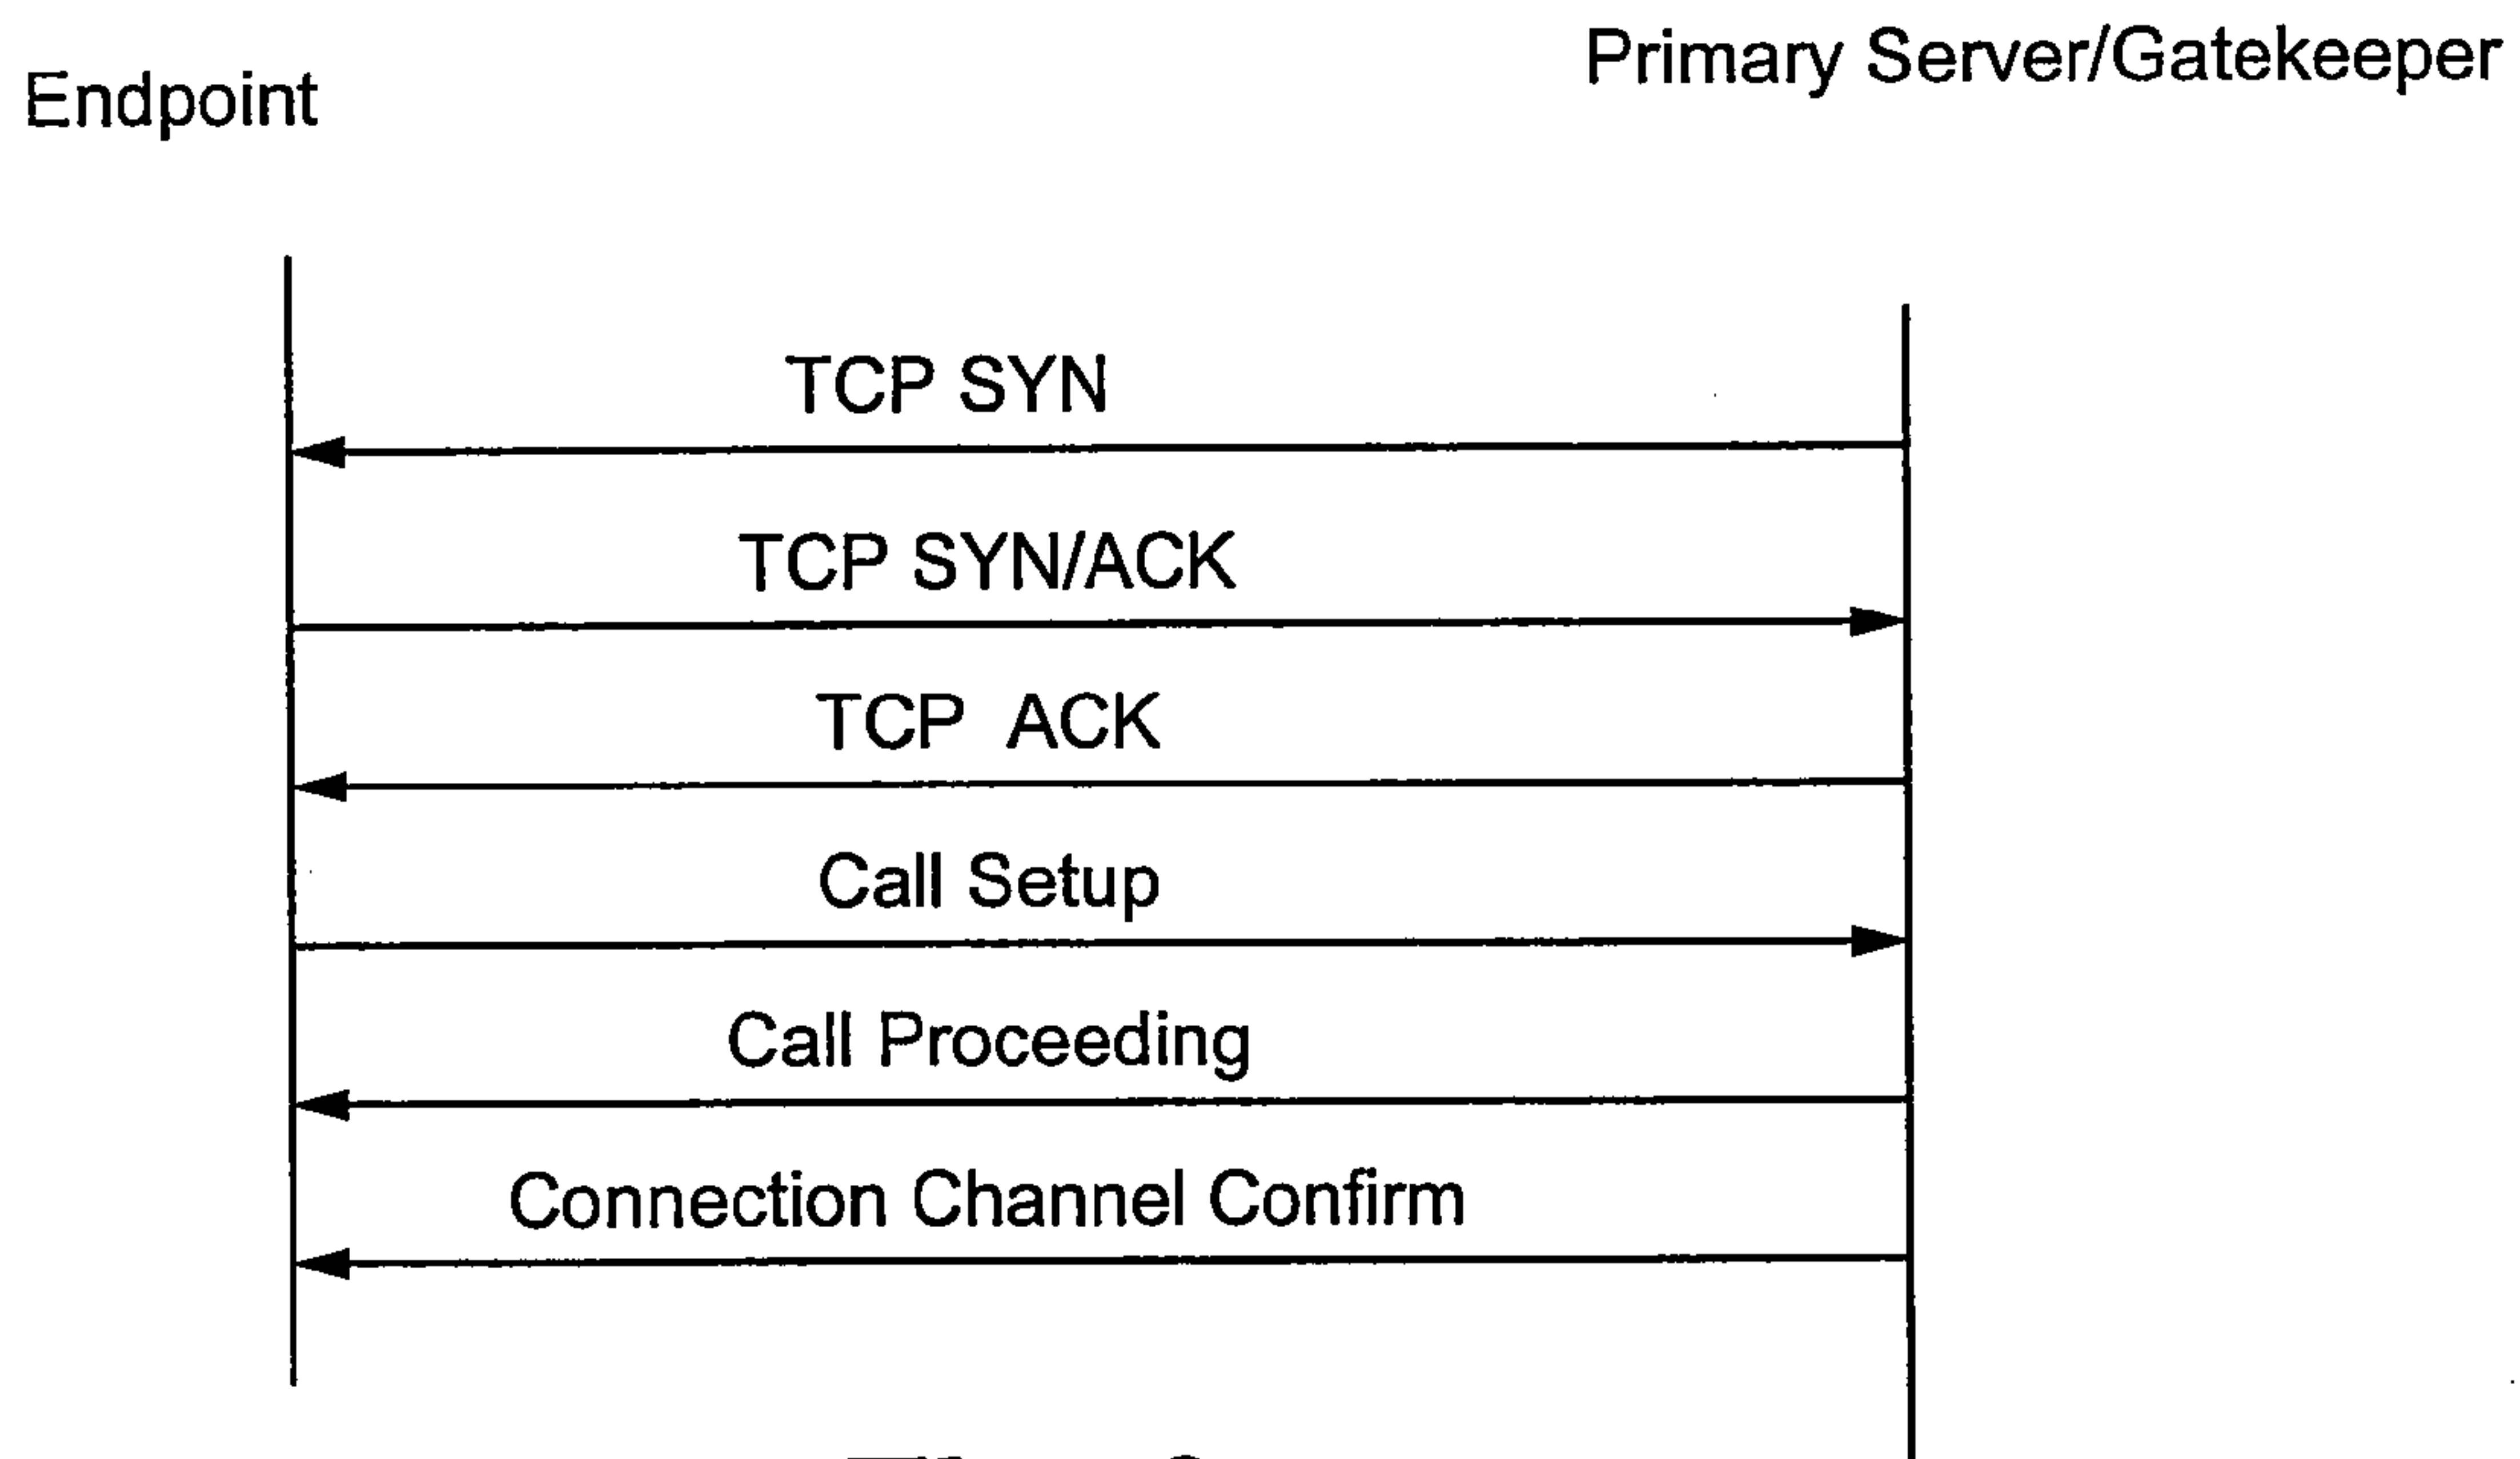 Primary Server/Gatekeeper
Endpoint
TCP SYN
TCP SYN/ACK
TCP ACK
Call Setup
Call Proceeding
Connection Channel Confirm